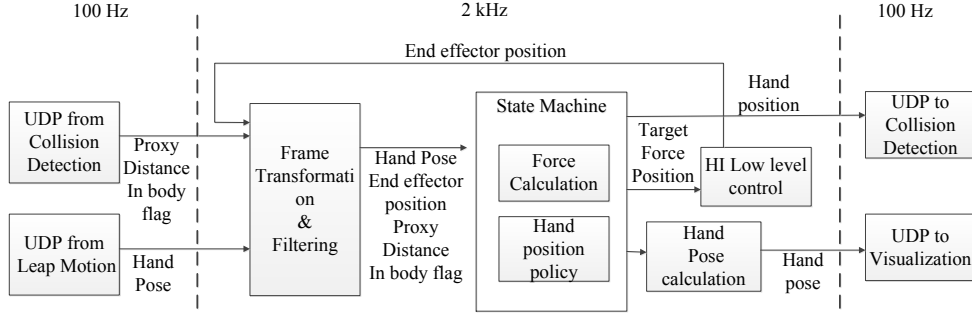 100 Hz
2 kHz
100 Hz
End effector position
UDP from
Collision
Detection
Proxy
Distance
In body
flag
UDP from
Leap Motion
Hand
Pose
Frame
Transformati
on
&
Filtering
Hand Pose
End effector
position
Proxy
Distance
In body flag
State Machine
Force
Calculation
Hand
position
policy
Target
Force
Position
Hand
position
HI Low level
control
Hand
Pose
calculation
Hand
pose
UDP to
Collision
Detection
UDP to
Visualization